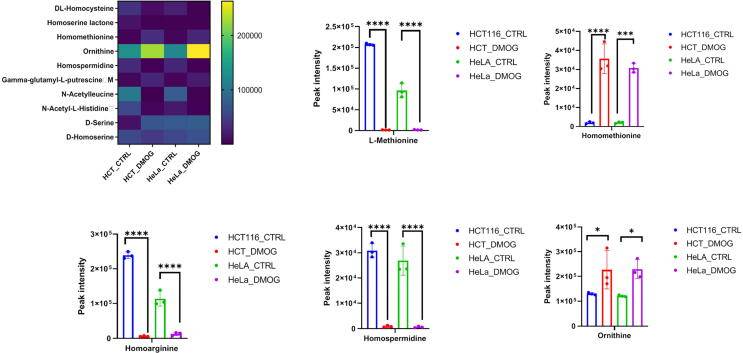 DL-Homocysteine
Homoserine lactone
Homomethionine
Ornithine
Homospermidine
Gamma-glutamyl-L-putrescine M
N-Acetylleucine
N-Acetyl-L-Histidine
D-Serine
D-Homoserine
HCT_CTRL
HCT_DMOG
HeLa_CTRL
HeLa_DMOG
200000
100000
Peak intensity
2.5×10⁵
2.0×10⁵
1.5×10⁵
1×10⁵
5×10⁴
0
****
****
L-Methionine
HCT116_CTRL
HCT_DMOG
HeLA_CTRL
HeLa_DMOG
Peak intensity
5×10⁴
4×10⁴
3×10⁴
2×10⁴
1×10⁴
0
****
***
Homomethionine
HCT116_CTRL
HCT_DMOG
HeLA_CTRL
HeLa_DMOG
Peak intensity
3×10⁵
2×10⁵
1×10⁵
0
****
****
Homoarginine
HCT116_CTRL
HCT_DMOG
HeLA_CTRL
HeLa_DMOG
Peak intensity
4×10⁴
3×10⁴
2×10⁴
1×10⁴
0
****
****
Homospermidine
HCT116_CTRL
HCT_DMOG
HeLA_CTRL
HeLa_DMOG
Peak intensity
4×10⁵
3×10⁵
2×10⁵
1×10⁵
0
*
*
Ornithine
HCT116_CTRL
HCT_DMOG
HeLA_CTRL
HeLa_DMOG